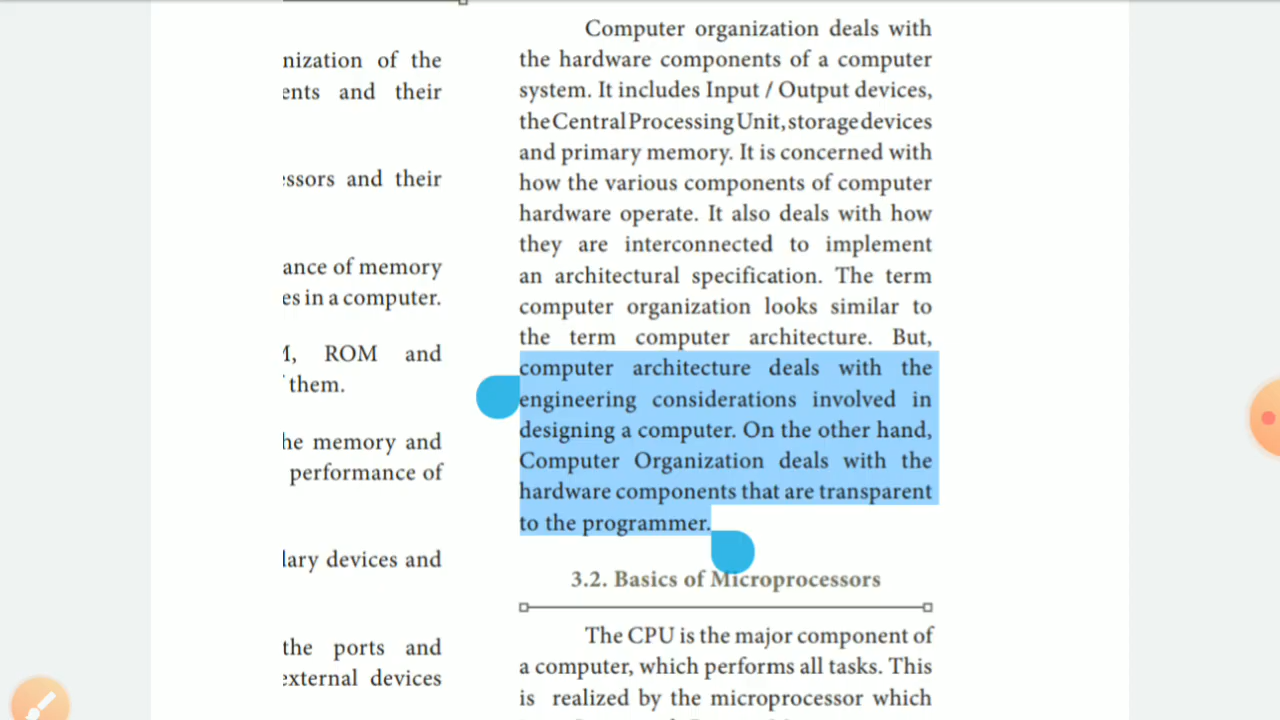 nization of the
ents and their
ssors and their
ance of memory
es in a computer.
M, ROM and
them.
he memory and
performance of
lary devices and
the ports and
external devices
Computer organization deals with
the hardware components of a computer
system. It includes Input / Output devices,
the Central Processing Unit, storage devices
and primary memory. It is concerned with
how the various components of computer
hardware operate. It also deals with how
they are interconnected to implement
an architectural specification. The term
computer organization looks similar to
the term computer architecture. But,
computer architecture deals with the
engineering considerations involved in
designing a computer. On the other hand,
Computer Organization deals with the
hardware components that are transparent
to the programmer.
3.2. Basics of Microprocessors
The CPU is the major component of
a computer, which performs all tasks. This
is realized by the microprocessor which